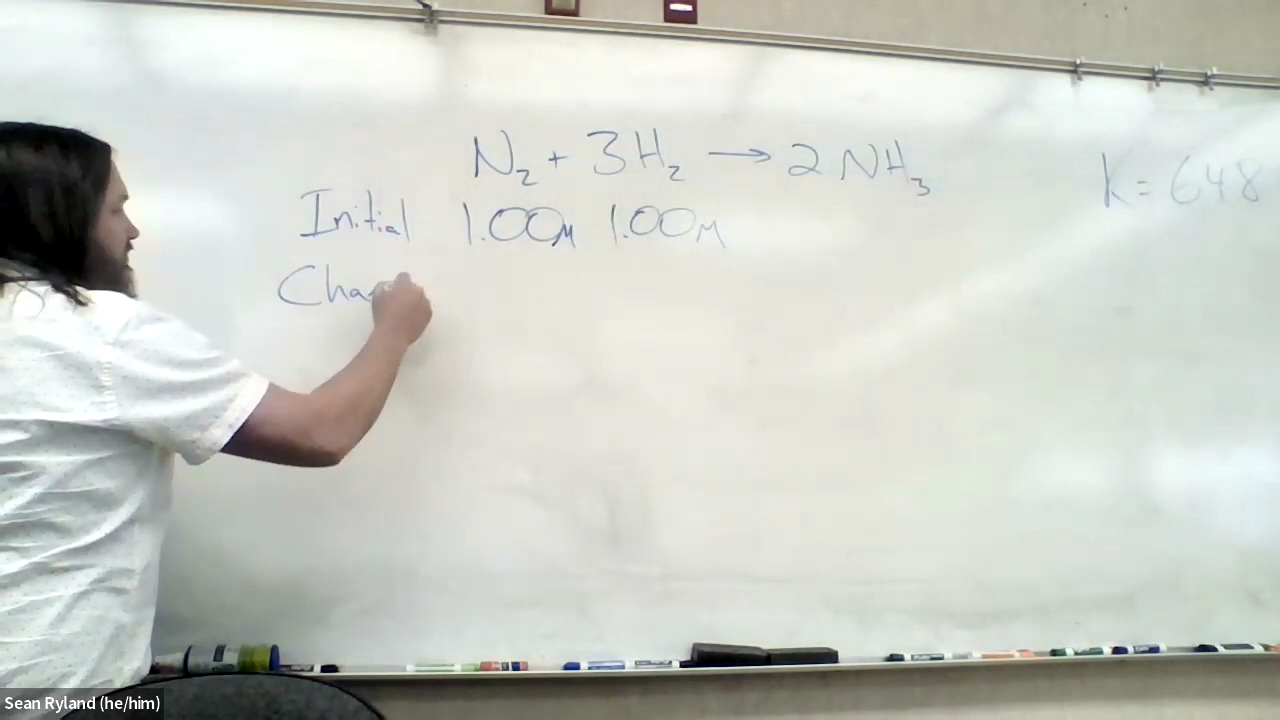 N₂ + 3H₂ → 2NH₃
K = 648
Initial 1.00M 1.00M
Cha
Sean Ryland (he/him)